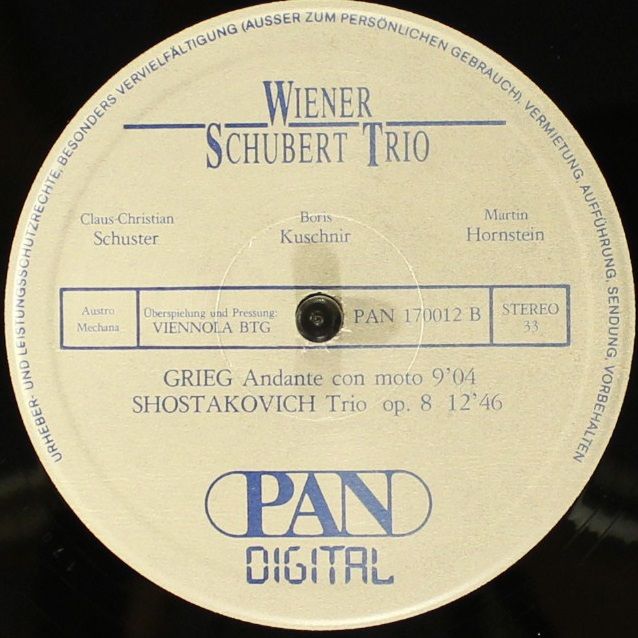 URHEBER- UND LEISTUNGSSCHUTZRECHTE, BESONDERS VERVIELFÄLTIGUNG (AUSSER ZUM PERSÖNLICHEN GEBRAUCH), VERMIETUNG, AUFFÜHRUNG, SENDUNG, VORBEHALTEN
WIENER
SCHUBERT TRIO
Claus-Christian
Schuster
Boris
Kuschnir
Martin
Hornstein
Austro
Mechana
Überspielung und Pressung:
VIENNOLA BTG
PAN 170012 B
STEREO
33
GRIEG Andante con moto 9'04
SHOSTAKOVICH Trio op. 8 12'46
PAN
DIGITAL